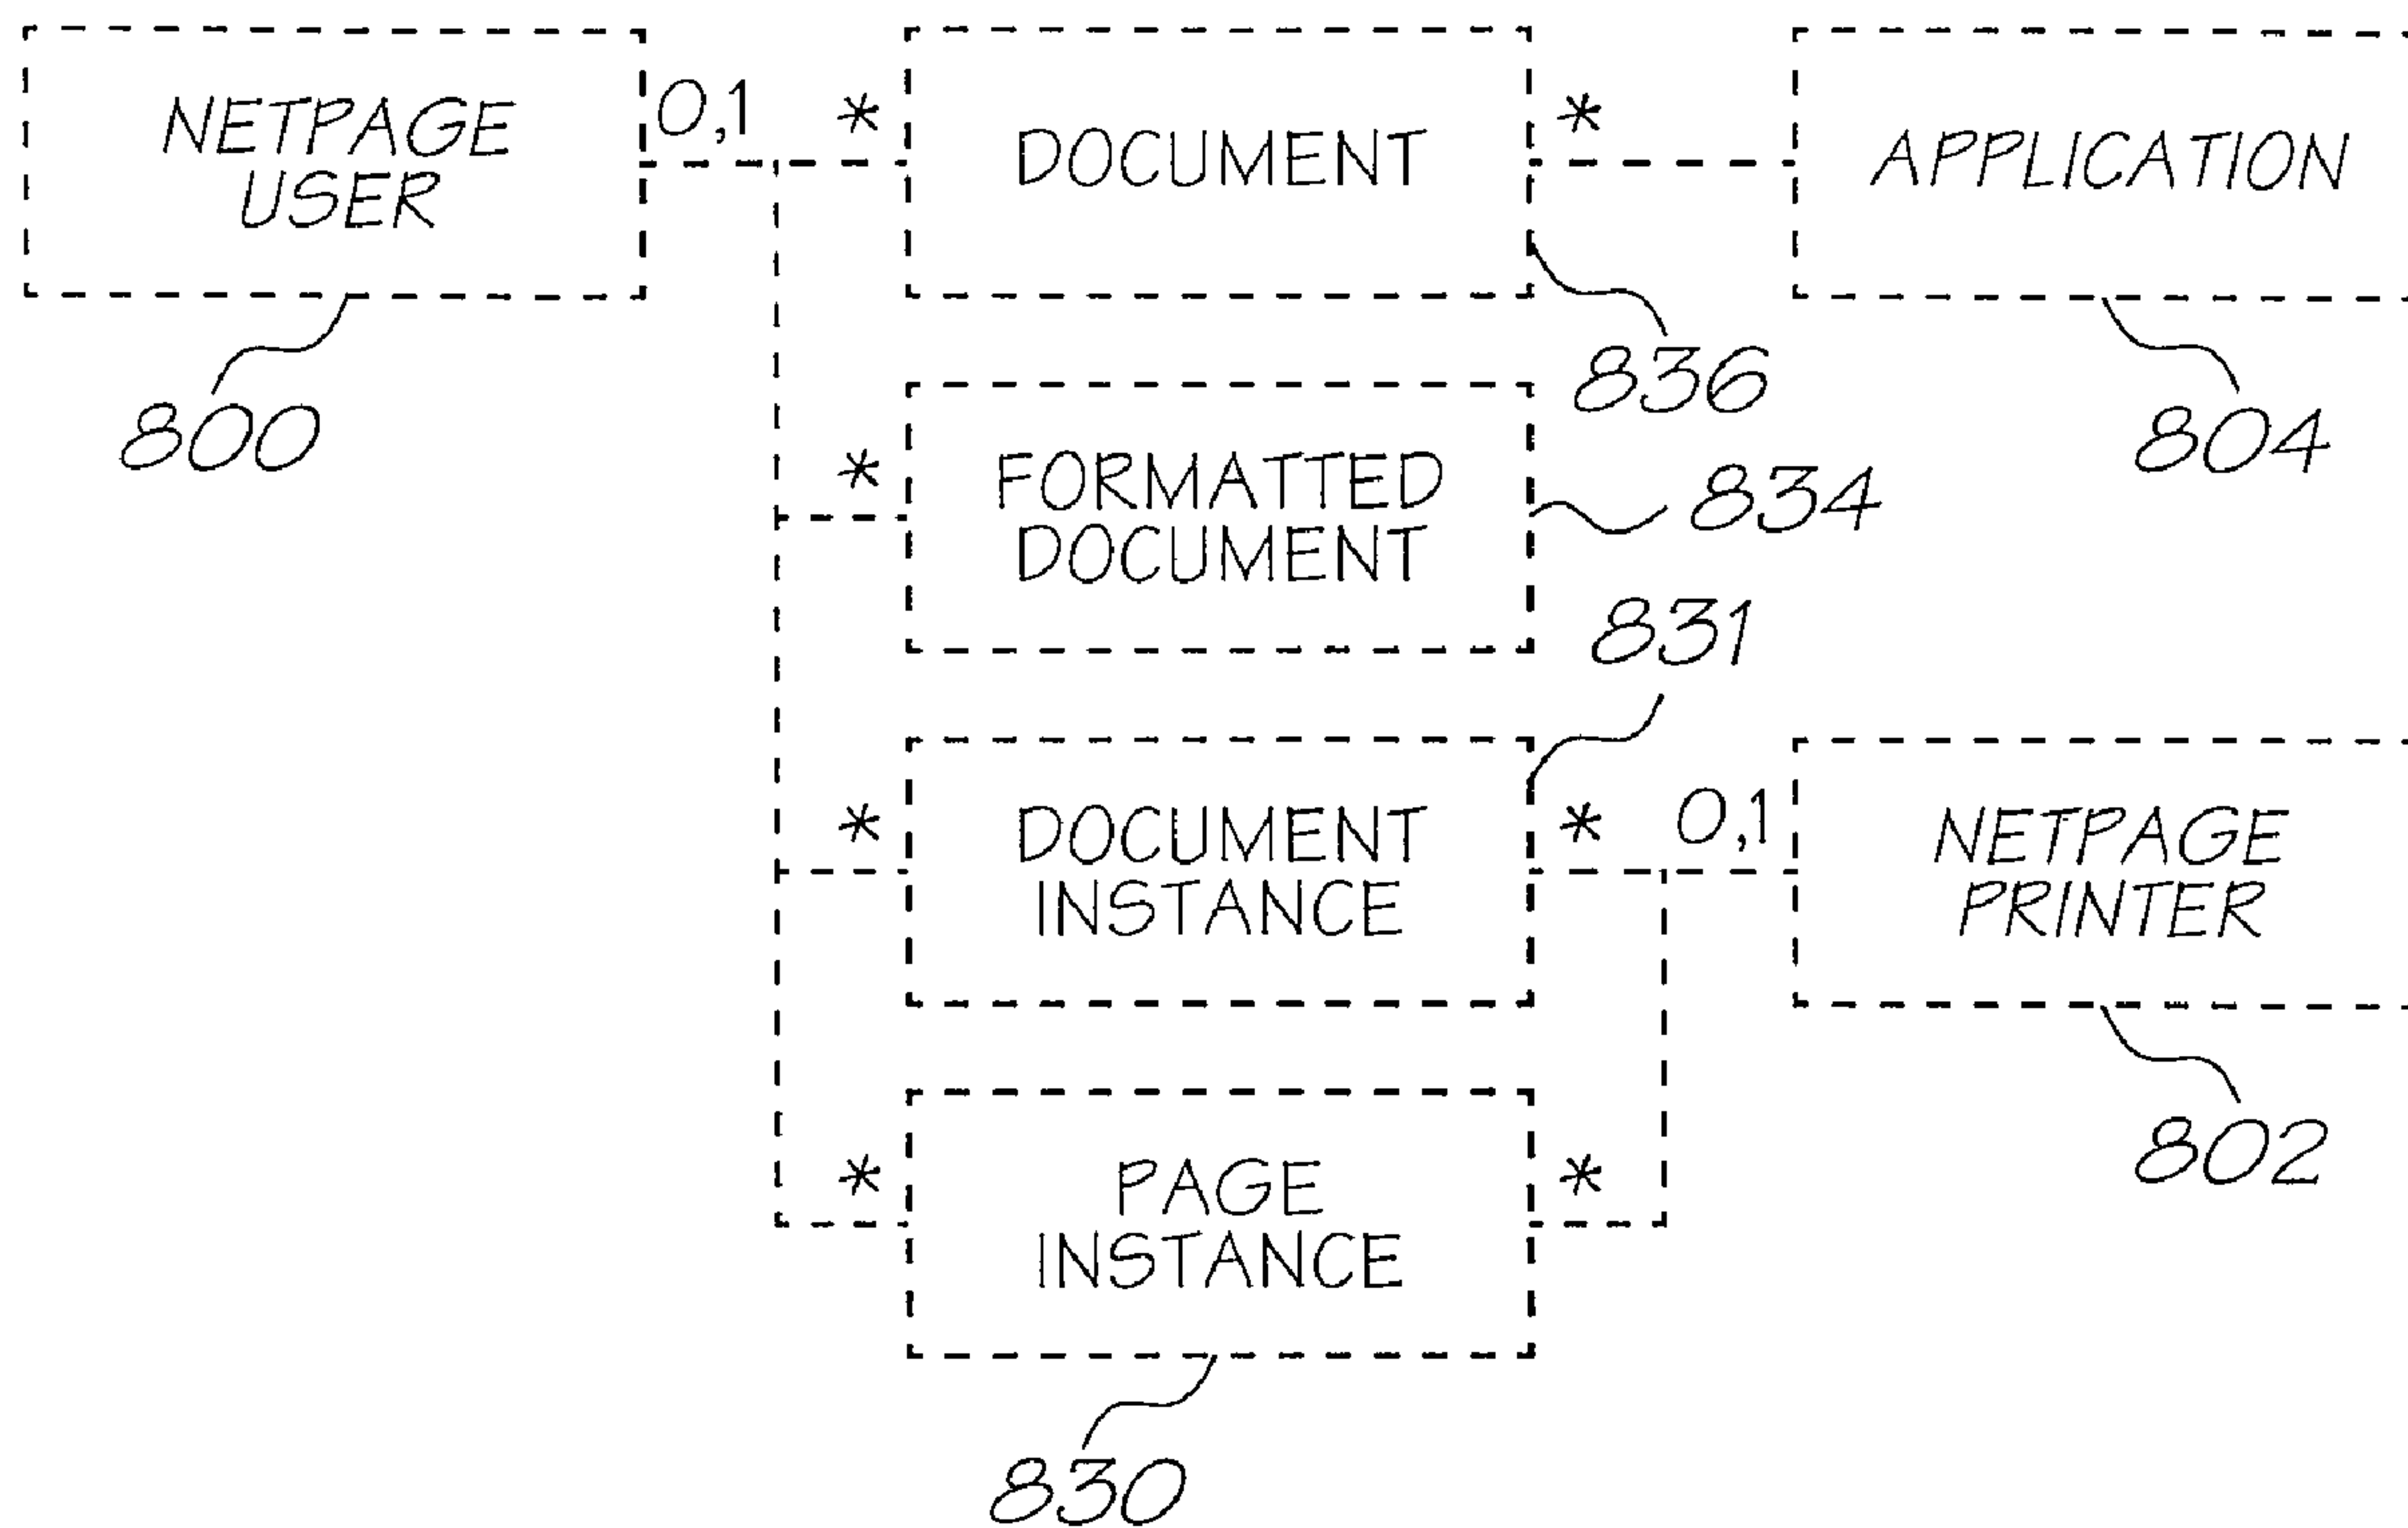 NETPAGE
USER
0,1
*
DOCUMENT
*
APPLICATION
800
836
804
*
FORMATTED
DOCUMENT
834
831
*
DOCUMENT
INSTANCE
*
0,1
NETPAGE
PRINTER
802
*
PAGE
INSTANCE
*
830